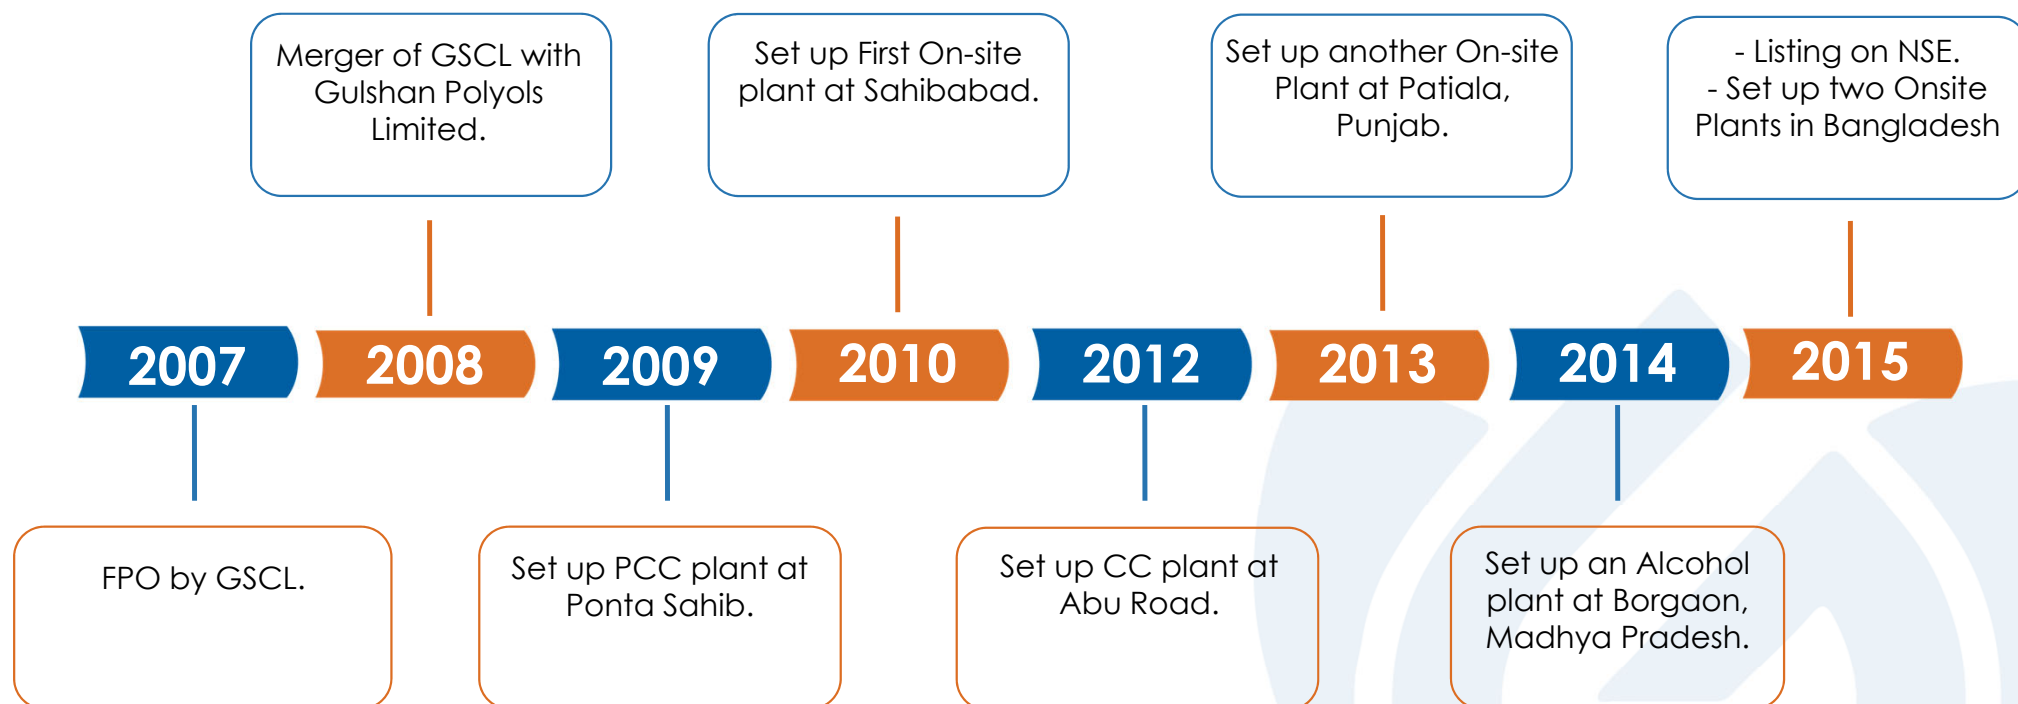 Merger of GSCL with
Gulshan Polyols
Limited.
Set up First On-site
plant at Sahibabad.
Set up another On-site
Plant at Patiala,
Punjab.
- Listing on NSE.
- Set up two Onsite
Plants in Bangladesh
2007
2008
2009
2010
2012
2013
2014
2015
FPO by GSCL.
Set up PCC plant at
Ponta Sahib.
Set up CC plant at
Abu Road.
Set up an Alcohol
plant at Borgaon,
Madhya Pradesh.